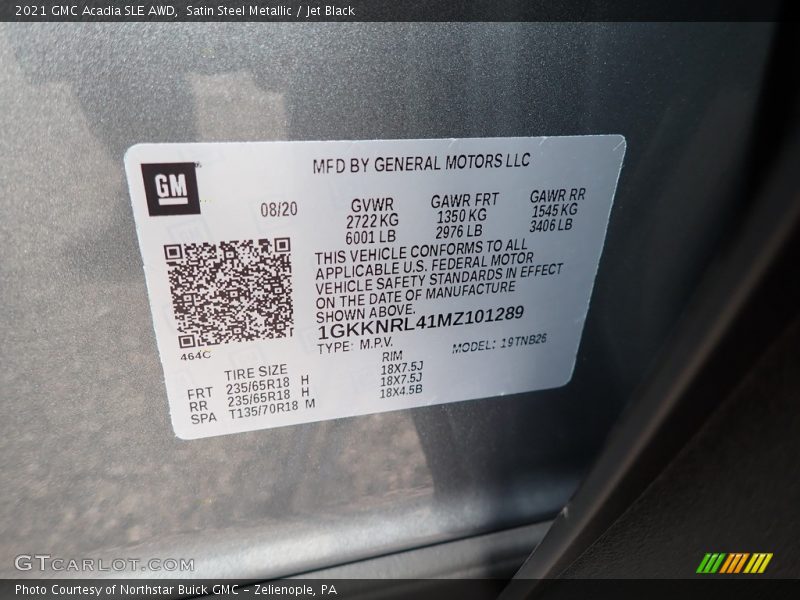 2021 GMC Acadia SLE AWD, Satin Steel Metallic / Jet Black
MFD BY GENERAL MOTORS LLC
GM
08/20
GVWR
2722 KG
6001 LB
GAWR FRT
1350 KG
2976 LB
GAWR RR
1545 KG
3406 LB
THIS VEHICLE CONFORMS TO ALL
APPLICABLE U.S. FEDERAL MOTOR
VEHICLE SAFETY STANDARDS IN EFFECT
ON THE DATE OF MANUFACTURE
SHOWN ABOVE.
1GKKNRL41MZ101289
TYPE: M.P.V.
MODEL: 19TNB26
464C
TIRE SIZE
RIM
FRT 235/65R18 H 18X7.5J
RR 235/65R18 H 18X7.5J
SPA T135/70R18 M 18X4.5B
GTCARLOT.COM
Photo Courtesy of Northstar Buick GMC - Zelienople, PA